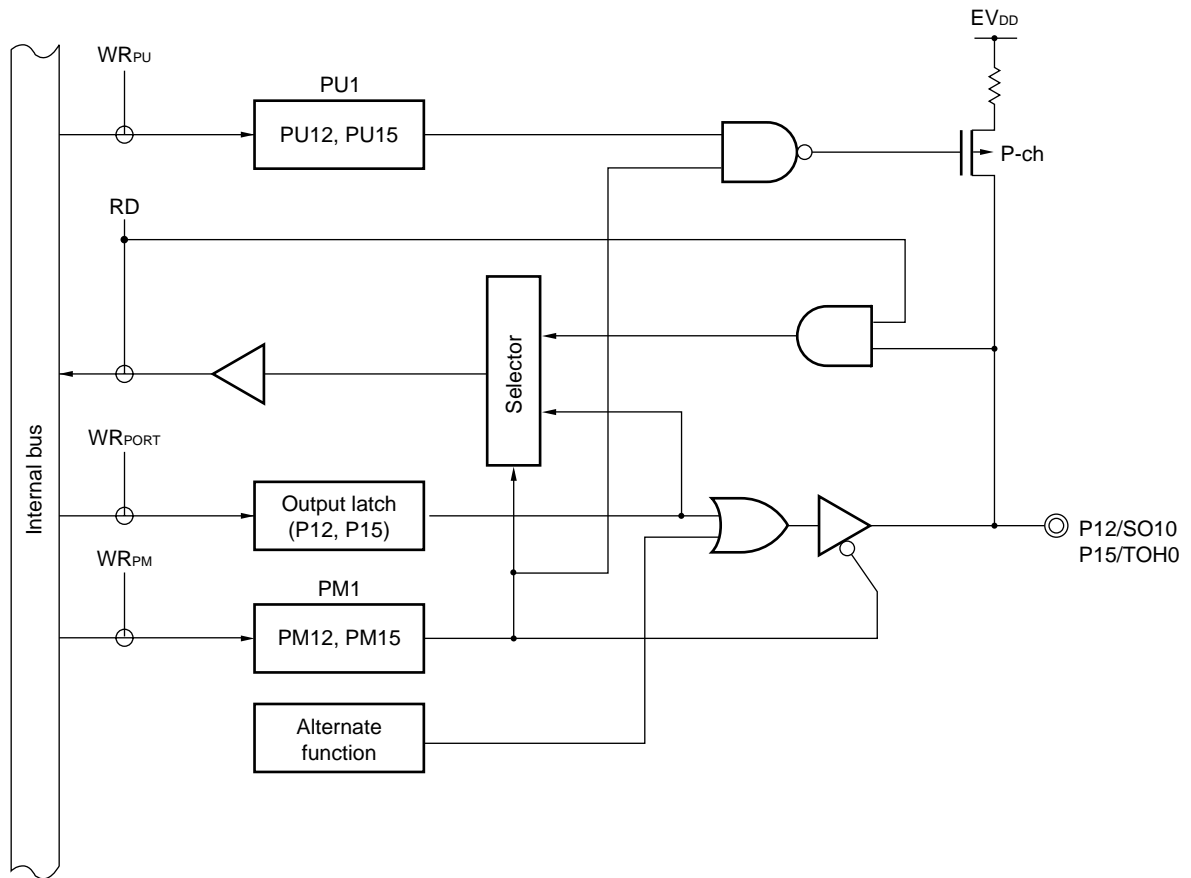 EVDD
WRPU
PU1
PU12, PU15
P-ch
RD
Selector
Internal bus
WRPORT
Output latch
(P12, P15)
P12/SO10
P15/TOH0
WRPM
PM1
PM12, PM15
Alternate
function